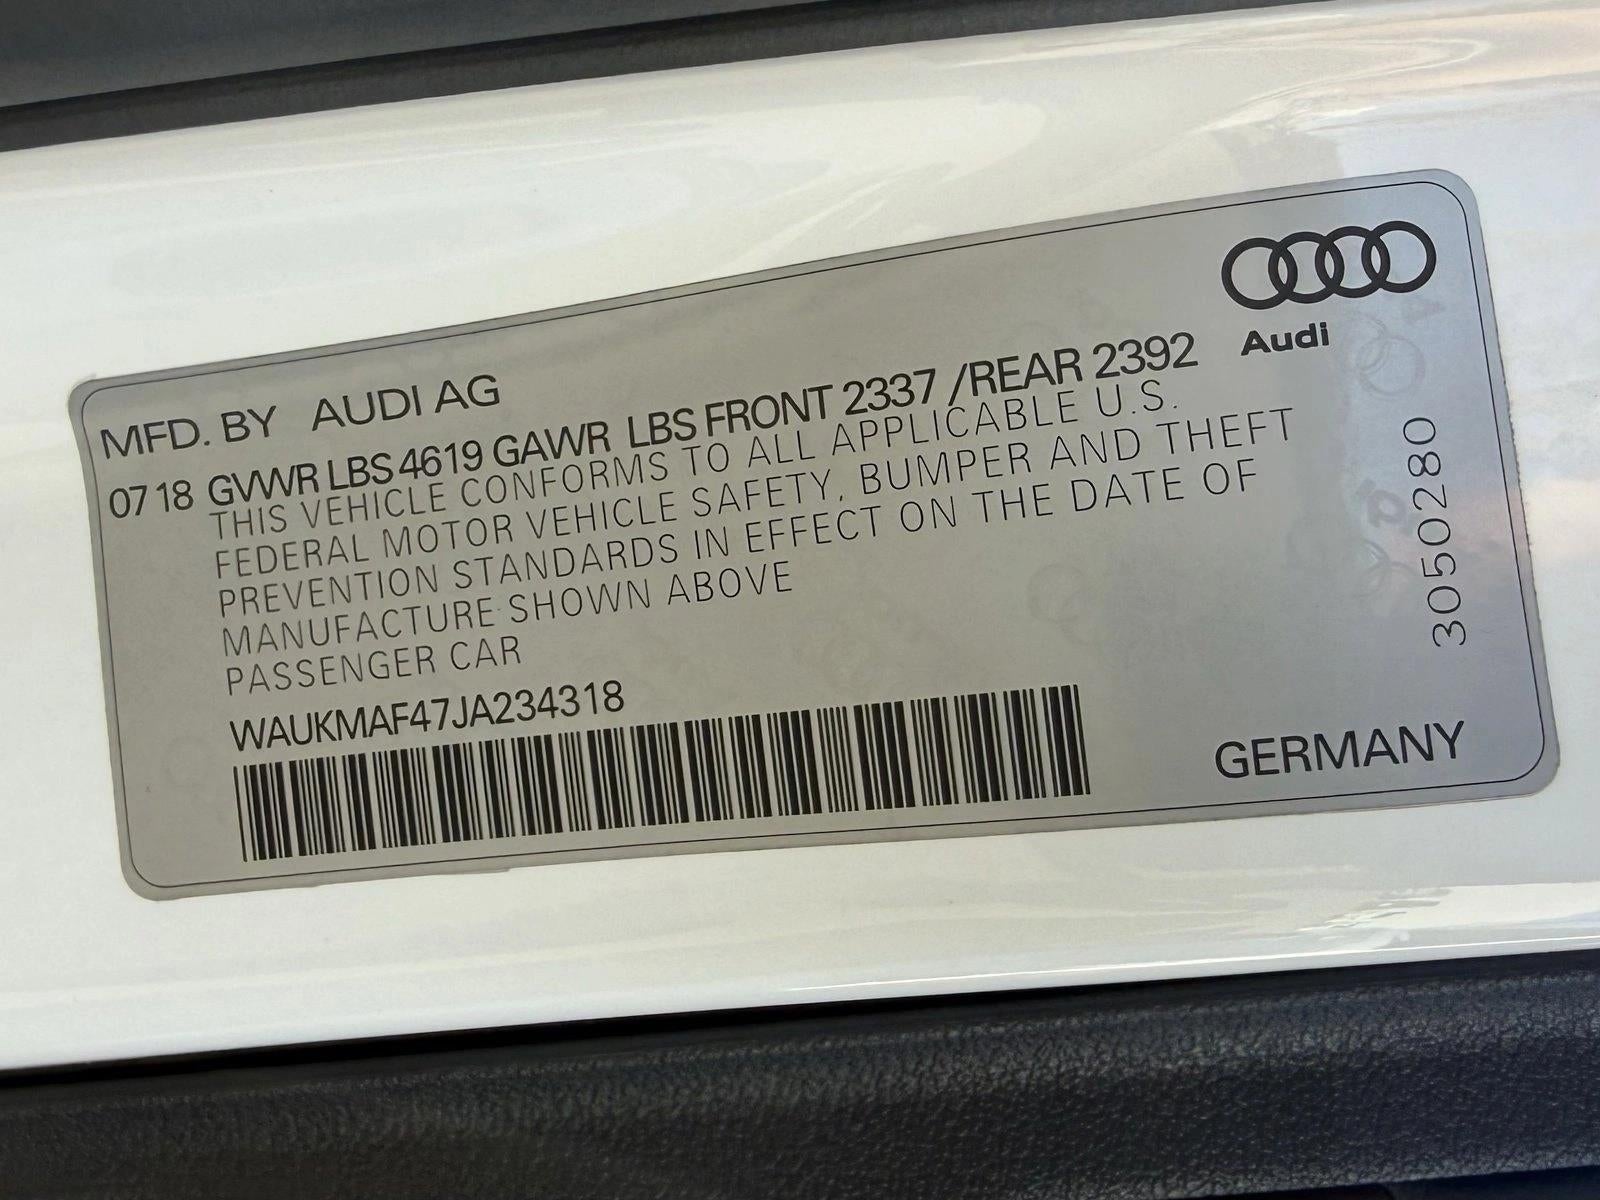 Audi
MFD. BY AUDI AG
07 18 GVWR LBS 4619 GAWR LBS FRONT 2337 /REAR 2392
THIS VEHICLE CONFORMS TO ALL APPLICABLE U.S.
FEDERAL MOTOR VEHICLE SAFETY, BUMPER AND THEFT
PREVENTION STANDARDS IN EFFECT ON THE DATE OF
MANUFACTURE SHOWN ABOVE
PASSENGER CAR
WAUKMAF47JA234318
GERMANY
3050280